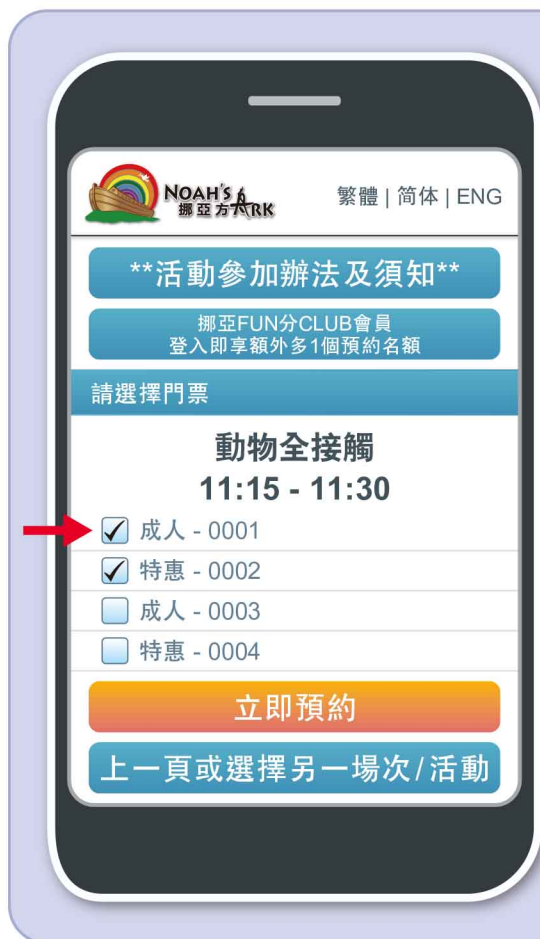 NOAH'S ARK
挪亞方
繁體 | 简体 | ENG
**活動參加辦法及須知**
挪亞FUN分CLUB會員
登入即享額外多1個預約名額
請選擇門票
動物全接觸
11:15 - 11:30
成人 - 0001
特惠 - 0002
成人 - 0003
特惠 - 0004
立即預約
上一頁或選擇另一場次/活動